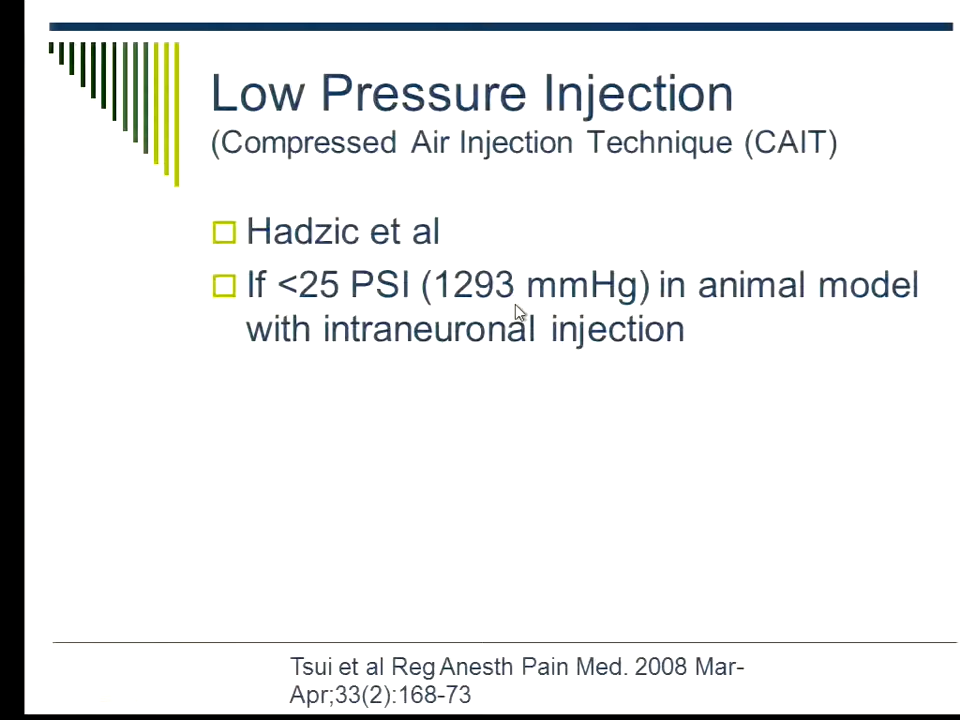 Low Pressure Injection
(Compressed Air Injection Technique (CAIT)
Hadzic et al
If <25 PSI (1293 mmHg) in animal model
with intraneuronal injection
Tsui et al Reg Anesth Pain Med. 2008 Mar-
Apr;33(2):168-73